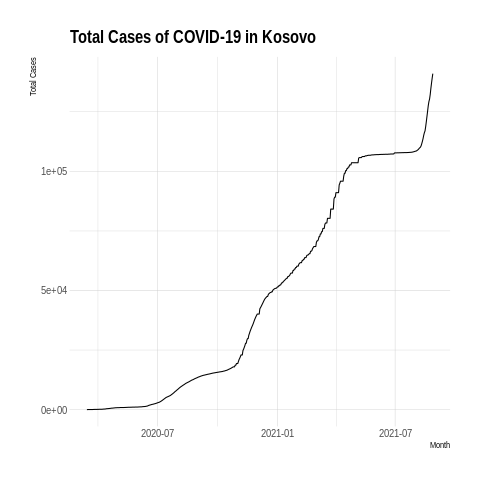 Total Cases of COVID-19 in Kosovo
Total Cases
1e+05
5e+04
0e+00
2020-07 2021-01 2021-07
Month